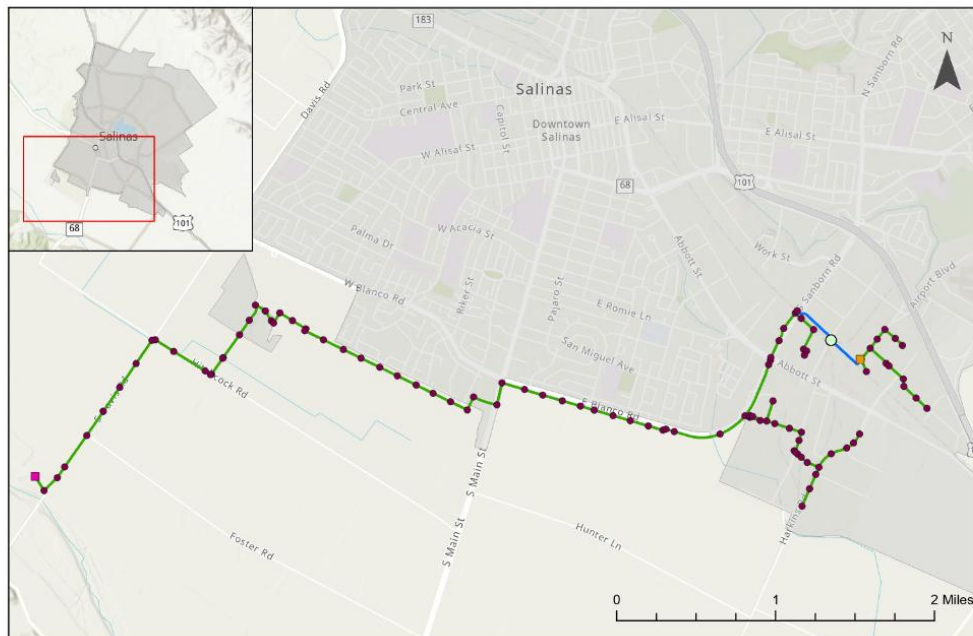 Salinas
68
101
183
Davis Rd
Park St
Central Ave
Capitol St
Salinas
Downtown
Salinas
E Alisal St
N Sanborn Rd
E Alisal St
W Alisal St
68
101
N
Palma Dr
W Acacia St
Abbott St
Work St
S Sanborn Rd
Airport Blvd
W Blanco Rd
Riker St
Pajaro St
E Romie Ln
San Miguel Ave
Abbott St
Hitchcock Rd
E Blanco Rd
S Main St
S Main St
Foster Rd
Hunter Ln
0
1
2 Miles